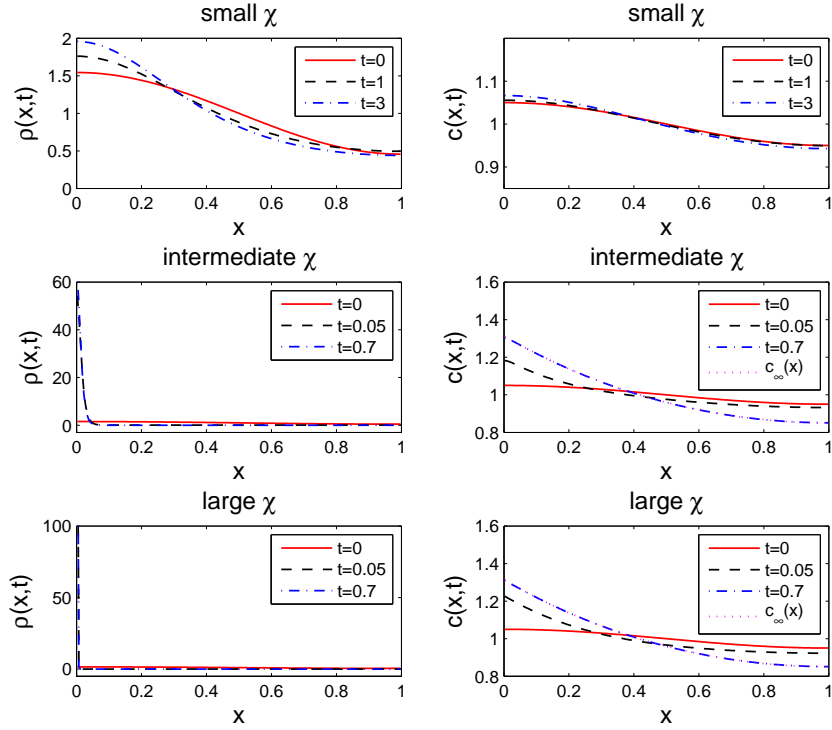 small χ
ρ(x,t)
2
1.5
1
0.5
0
0
0.2
0.4
0.6
0.8
1
x
t=0
t=1
t=3
small χ
c(x,t)
1.1
1
0.9
0
0.2
0.4
0.6
0.8
1
x
t=0
t=1
t=3
intermediate χ
ρ(x,t)
60
40
20
0
0
0.2
0.4
0.6
0.8
1
x
t=0
t=0.05
t=0.7
intermediate χ
c(x,t)
1.6
1.4
1.2
1
0.8
0
0.2
0.4
0.6
0.8
1
x
t=0
t=0.05
t=0.7
c∞(x)
large χ
ρ(x,t)
100
50
0
0
0.2
0.4
0.6
0.8
1
x
t=0
t=0.05
t=0.7
large χ
c(x,t)
1.6
1.4
1.2
1
0.8
0
0.2
0.4
0.6
0.8
1
x
t=0
t=0.05
t=0.7
c∞(x)